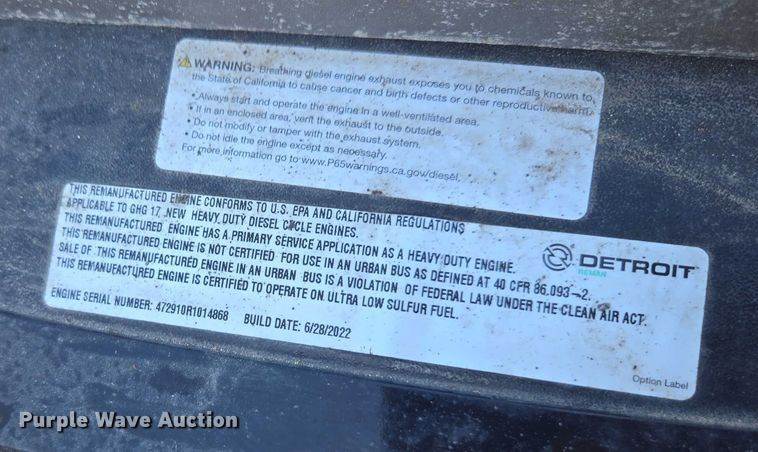 WARNING: Breathing diesel engine exhaust exposes you to chemicals known to
the State of California to cause cancer and birth defects or other reproductive harm.
• Always start and operate the engine in a well-ventilated area.
• If in an enclosed area, vent the exhaust to the outside.
• Do not modify or tamper with the exhaust system.
• Do not idle the engine except as necessary.
For more information go to www.P65warnings.ca.gov/diesel.
THIS REMANUFACTURED ENGINE CONFORMS TO U.S. EPA AND CALIFORNIA REGULATIONS
APPLICABLE TO GHG 17 NEW HEAVY DUTY DIESEL CYCLE ENGINES.
THIS REMANUFACTURED ENGINE HAS A PRIMARY SERVICE APPLICATION AS A HEAVY DUTY ENGINE.
THIS REMANUFACTURED ENGINE IS NOT CERTIFIED FOR USE IN AN URBAN BUS AS DEFINED AT 40 CFR 86.093-2.
SALE OF THIS REMANUFACTURED ENGINE IN AN URBAN BUS IS A VIOLATION OF FEDERAL LAW UNDER THE CLEAN AIR ACT.
THIS REMANUFACTURED ENGINE IS CERTIFIED TO OPERATE ON ULTRA LOW SULFUR FUEL.
ENGINE SERIAL NUMBER: 472910R1014868 BUILD DATE: 6/28/2022
DETROIT
REMAN
Option Label
Purple Wave Auction